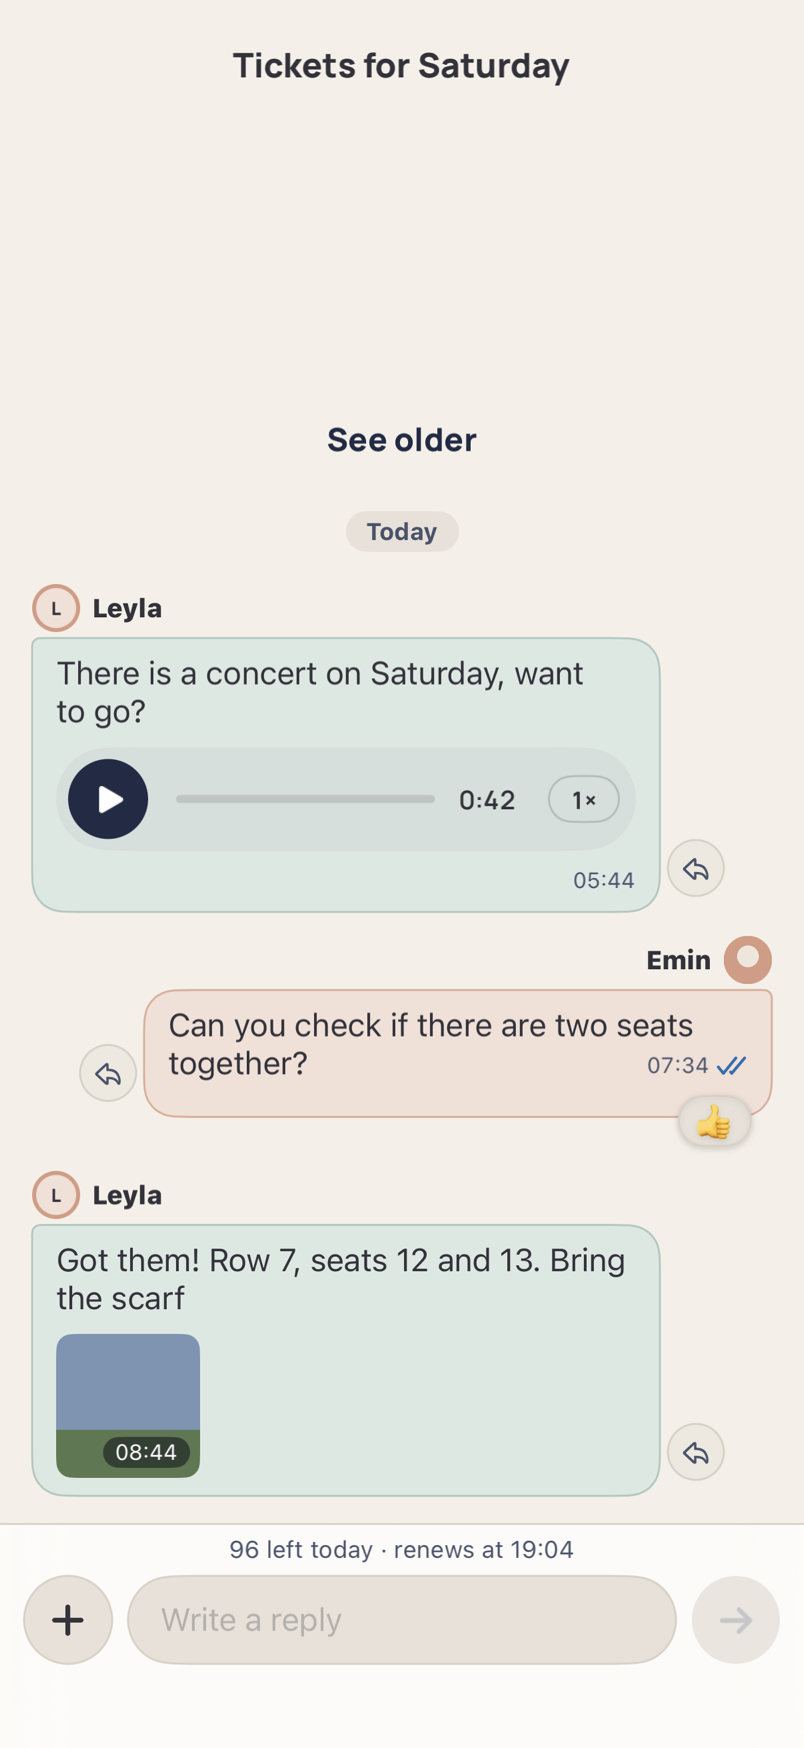 Tickets for Saturday
See older
Today
L Leyla
There is a concert on Saturday, want
to go?
0:42 1×
05:44
Emin
Can you check if there are two seats
together? 07:34
👍
L Leyla
Got them! Row 7, seats 12 and 13. Bring
the scarf
08:44
96 left today · renews at 19:04
Write a reply